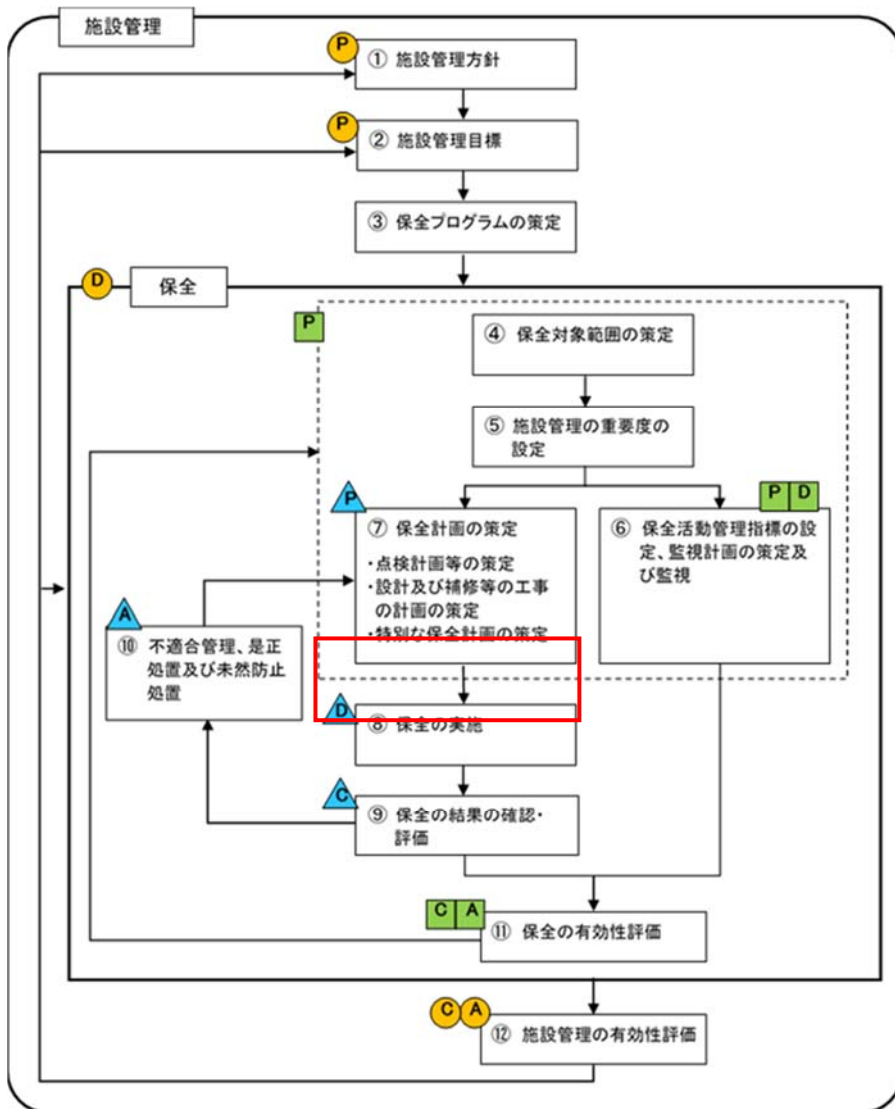 施設管理
P
① 施設管理方針
P
② 施設管理目標
③ 保全プログラムの策定
D
保全
P
④ 保全対象範囲の策定
⑤ 施設管理の重要度の
設定
P
⑦ 保全計画の策定
・点検計画等の策定
・設計及び補修等の工事
の計画の策定
・特別な保全計画の策定
P D
⑥ 保全活動管理指標の設
定、監視計画の策定及
び監視
A
⑩ 不適合管理、是正
処置及び未然防止
処置
D
⑧ 保全の実施
C
⑨ 保全の結果の確認・
評価
C A
⑪ 保全の有効性評価
C A
⑫ 施設管理の有効性評価